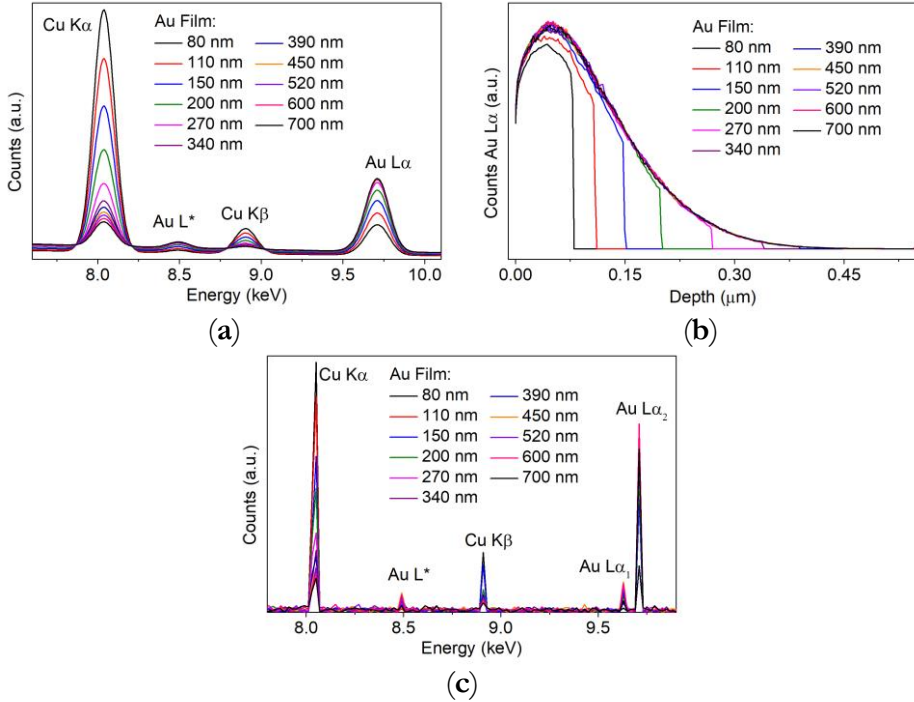 Cu Kα
Au Film:
80 nm
390 nm
110 nm
450 nm
150 nm
520 nm
200 nm
600 nm
270 nm
700 nm
340 nm
Au L*
Cu Kβ
Au Lα
Counts (a.u.)
8.0 8.5 9.0 9.5 10.0
Energy (keV)
(a)
Au Film:
80 nm
390 nm
110 nm
450 nm
150 nm
520 nm
200 nm
600 nm
270 nm
700 nm
340 nm
Counts Au Lα (a.u.)
0.00 0.15 0.30 0.45
Depth (μm)
(b)
Cu Kα
Au Film:
80 nm
390 nm
110 nm
450 nm
150 nm
520 nm
200 nm
600 nm
270 nm
700 nm
340 nm
Au Lα₂
Cu Kβ
Au L*
Au Lα₁
Counts (a.u.)
8.0 8.5 9.0 9.5
Energy (keV)
(c)